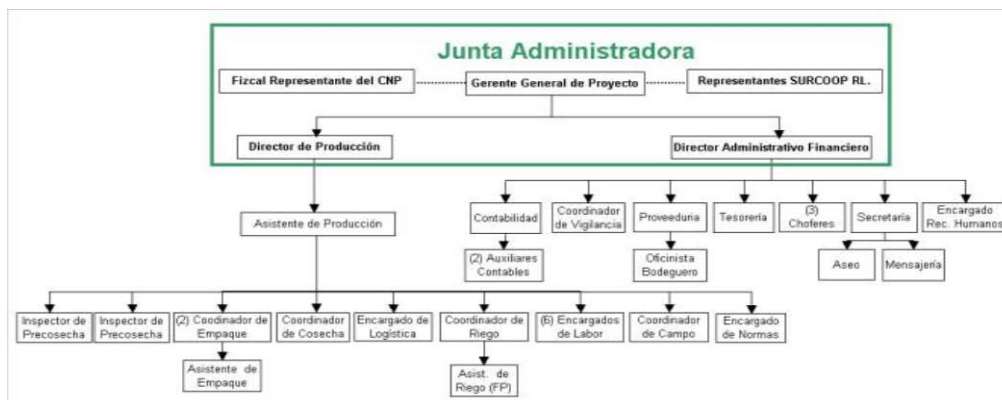 Junta Administradora
Fizcal Representante del CNP
Gerente General de Proyecto
Representantes SURCOOP RL.
Director de Producción
Director Administrativo Financiero
Asistente de Producción
Contabilidad
Coordinador
de Vigilancia
Proveeduria
Tesorería
(3)
Choferes
Secretaría
Encargado
Rec. Humanos
(2) Auxiliares
Contables
Oficinista
Bodeguero
Aseo
Mensajería
Inspector de
Precosecha
Inspector de
Precosecha
(2) Coodinador de
Empaque
Coordinador
de Cosecha
Encargado de
Logística
Coordinador de
Riego
(6) Encargados
de Labor
Coordinador
de Campo
Encargado
de Normas
Asistente de
Empaque
Asist. de
Riego (FP)